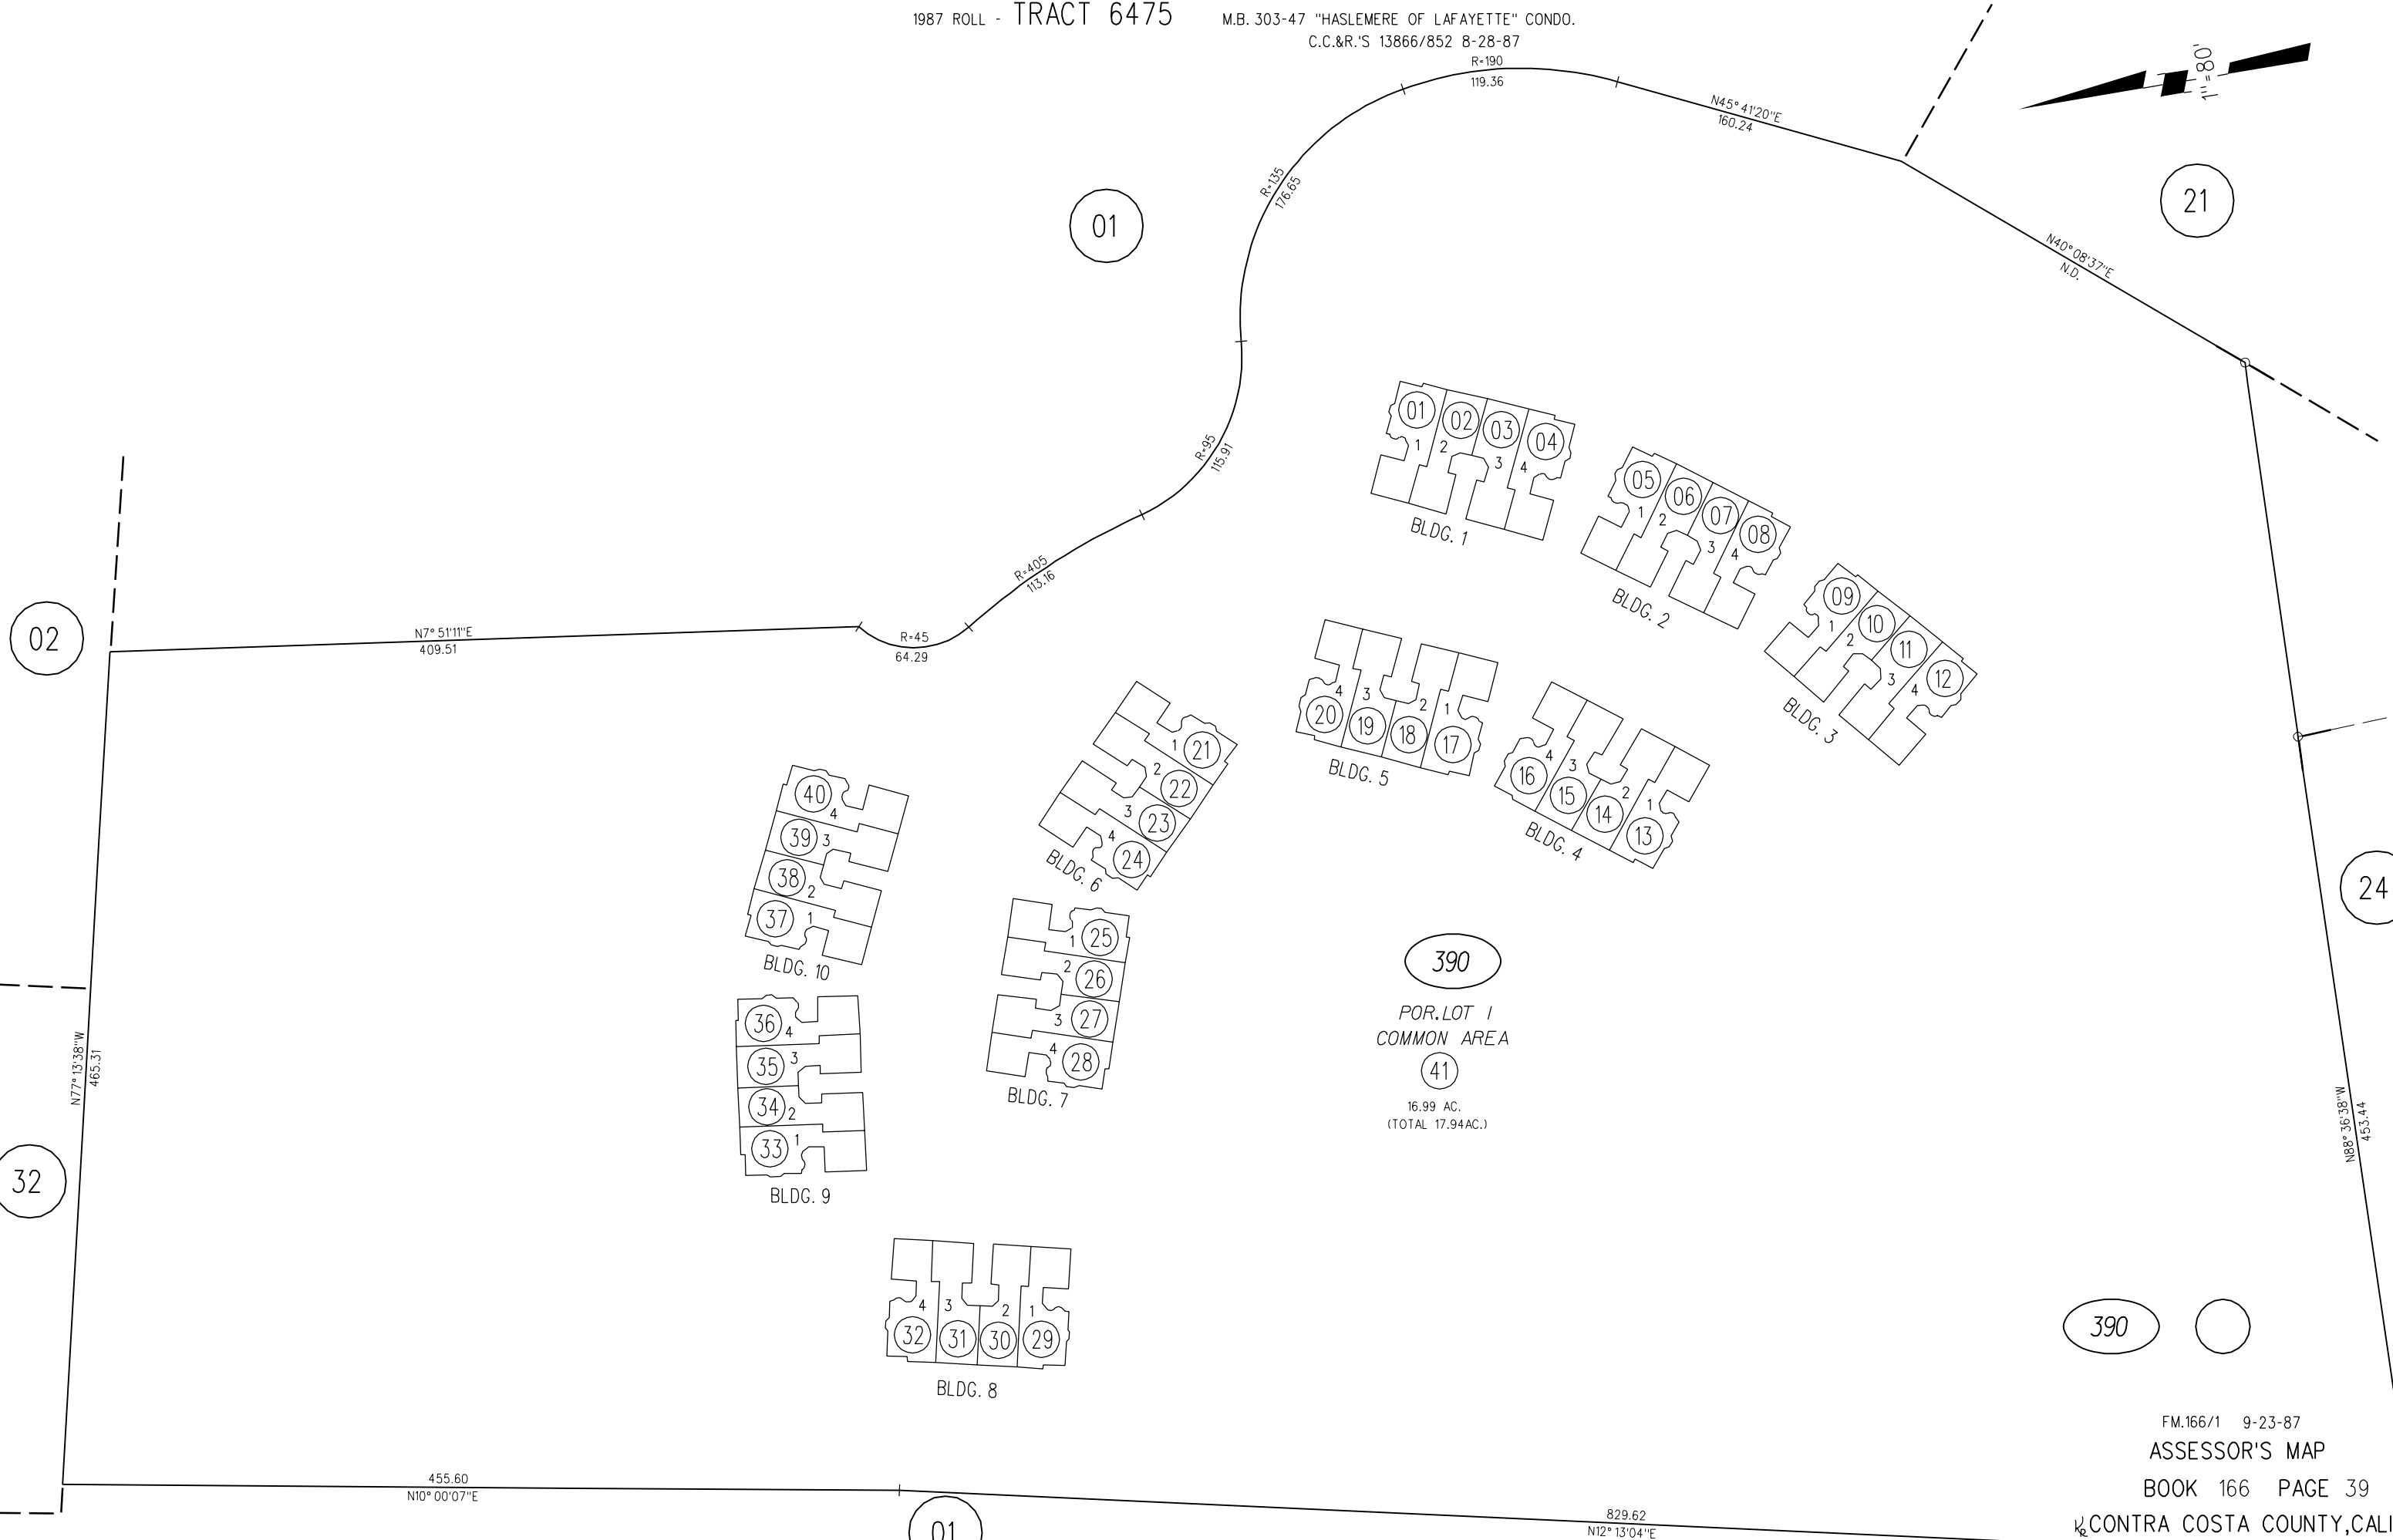 1987 ROLL - TRACT 6475 M.B. 303-47 "HASLEMERE OF LAFAYETTE" CONDO.
C.C.&R.'S 13866/852 8-28-87
R=190
119.36
1"=80'
N45°41'20"E
160.24
R=135
176.65
01
21
N40°08'37"E
N.D.
R=95
115.91
R=405
113.16
02
N7°51'11"E
409.51
R=45
64.29
01 02 03 04
1 2 3 4
BLDG. 1
05 06 07 08
1 2 3 4
BLDG. 2
09 10 11 12
1 2 3 4
BLDG. 3
4 3 2 1
20 19 18 17
BLDG. 5
4 3 2 1
16 15 14 13
BLDG. 4
1 21
2 22
3 23
4 24
BLDG. 6
40 4
39 3
38 2
37 1
BLDG. 10
1 25
2 26
3 27
4 28
BLDG. 7
36 4
35 3
34 2
33 1
BLDG. 9
4 3 2 1
32 31 30 29
BLDG. 8
24
390
POR. LOT 1
COMMON AREA
41
16.99 AC.
(TOTAL 17.94AC.)
N77°13'38"W
465.31
32
N88°36'38"W
453.44
390
455.60
N10°00'07"E
01
829.62
N12°13'04"E
FM.166/1 9-23-87
ASSESSOR'S MAP
BOOK 166 PAGE 39
CONTRA COSTA COUNTY,CALI